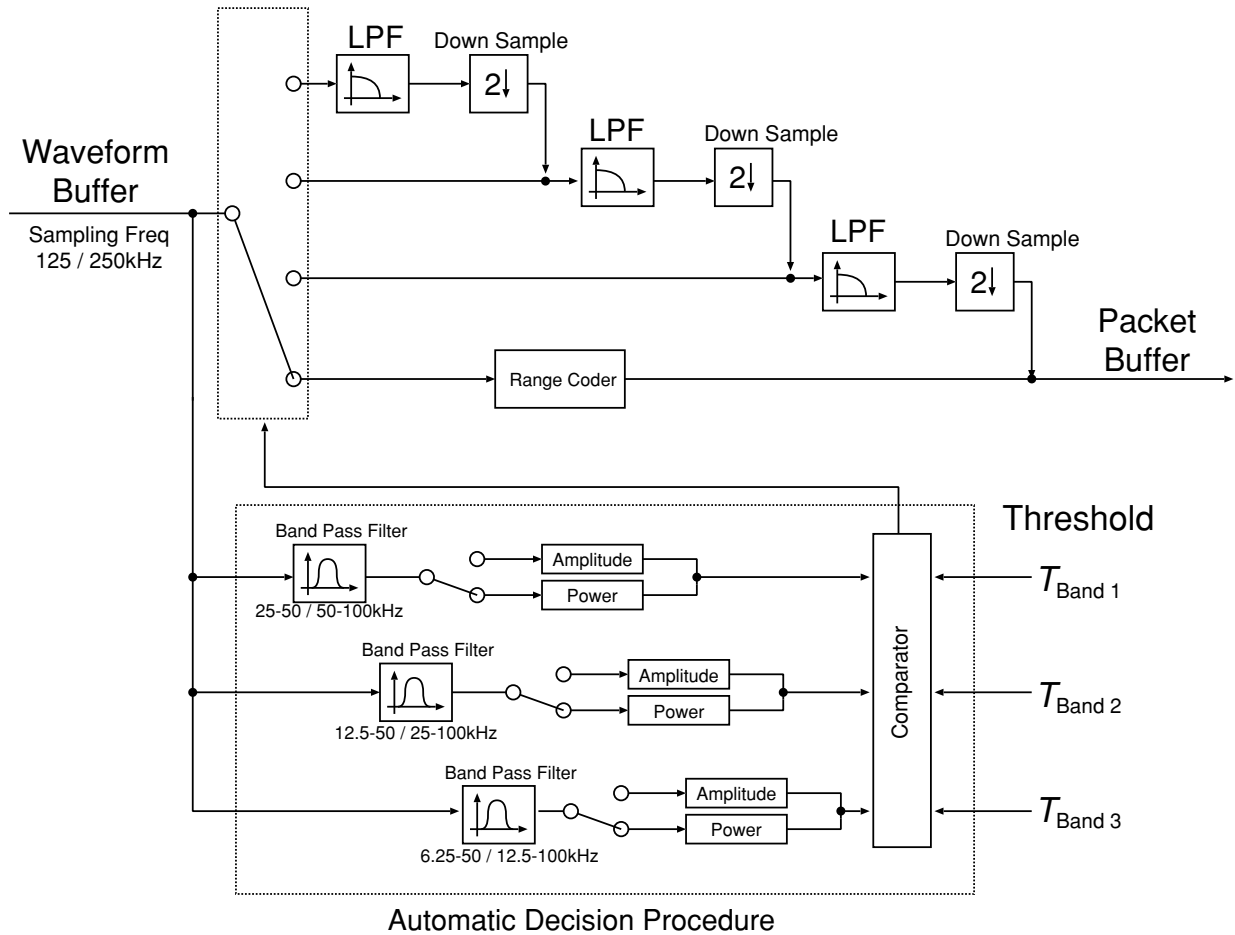 LPF
Down Sample
2↓
LPF
Down Sample
2↓
Waveform
Buffer
Sampling Freq
125 / 250kHz
LPF
Down Sample
2↓
Packet
Buffer
Range Coder
Threshold
Band Pass Filter
25-50 / 50-100kHz
Amplitude
Power
T Band 1
Band Pass Filter
12.5-50 / 25-100kHz
Amplitude
Power
Comparator
T Band 2
Band Pass Filter
6.25-50 / 12.5-100kHz
Amplitude
Power
T Band 3
Automatic Decision Procedure